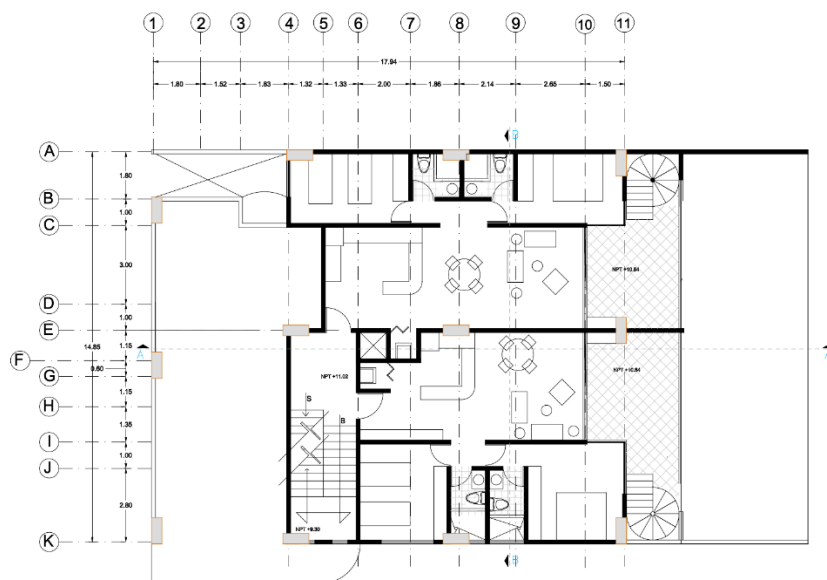 1 2 3 4 5 6 7 8 9 10 11
17.94
1.80 1.52 1.83 1.32 1.33 2.00 1.86 2.14 2.65 1.50
B
A
1.80
B
1.00
C
3.00
NPT +10.84
D
1.00
E
14.85
1.15
A
F
0.60
NPT +10.84
G
NPT +11.02
1.15
H
S
B
1.35
I
1.00
J
2.80
NPT +9.30
K
B